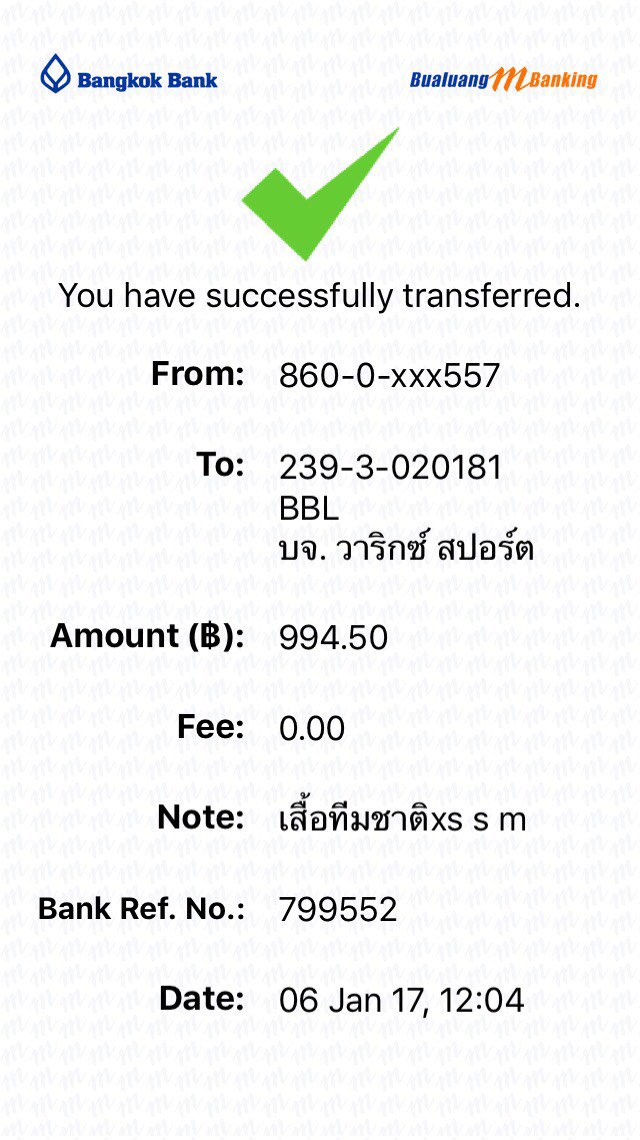 Bangkok Bank
Bualuang m Banking
You have successfully transferred.
From: 860-0-xxx557
To: 239-3-020181
BBL
บจ. วาริกซ์ สปอร์ต
Amount (฿): 994.50
Fee: 0.00
Note: เสื้อทีมชาติxs s m
Bank Ref. No.: 799552
Date: 06 Jan 17, 12:04